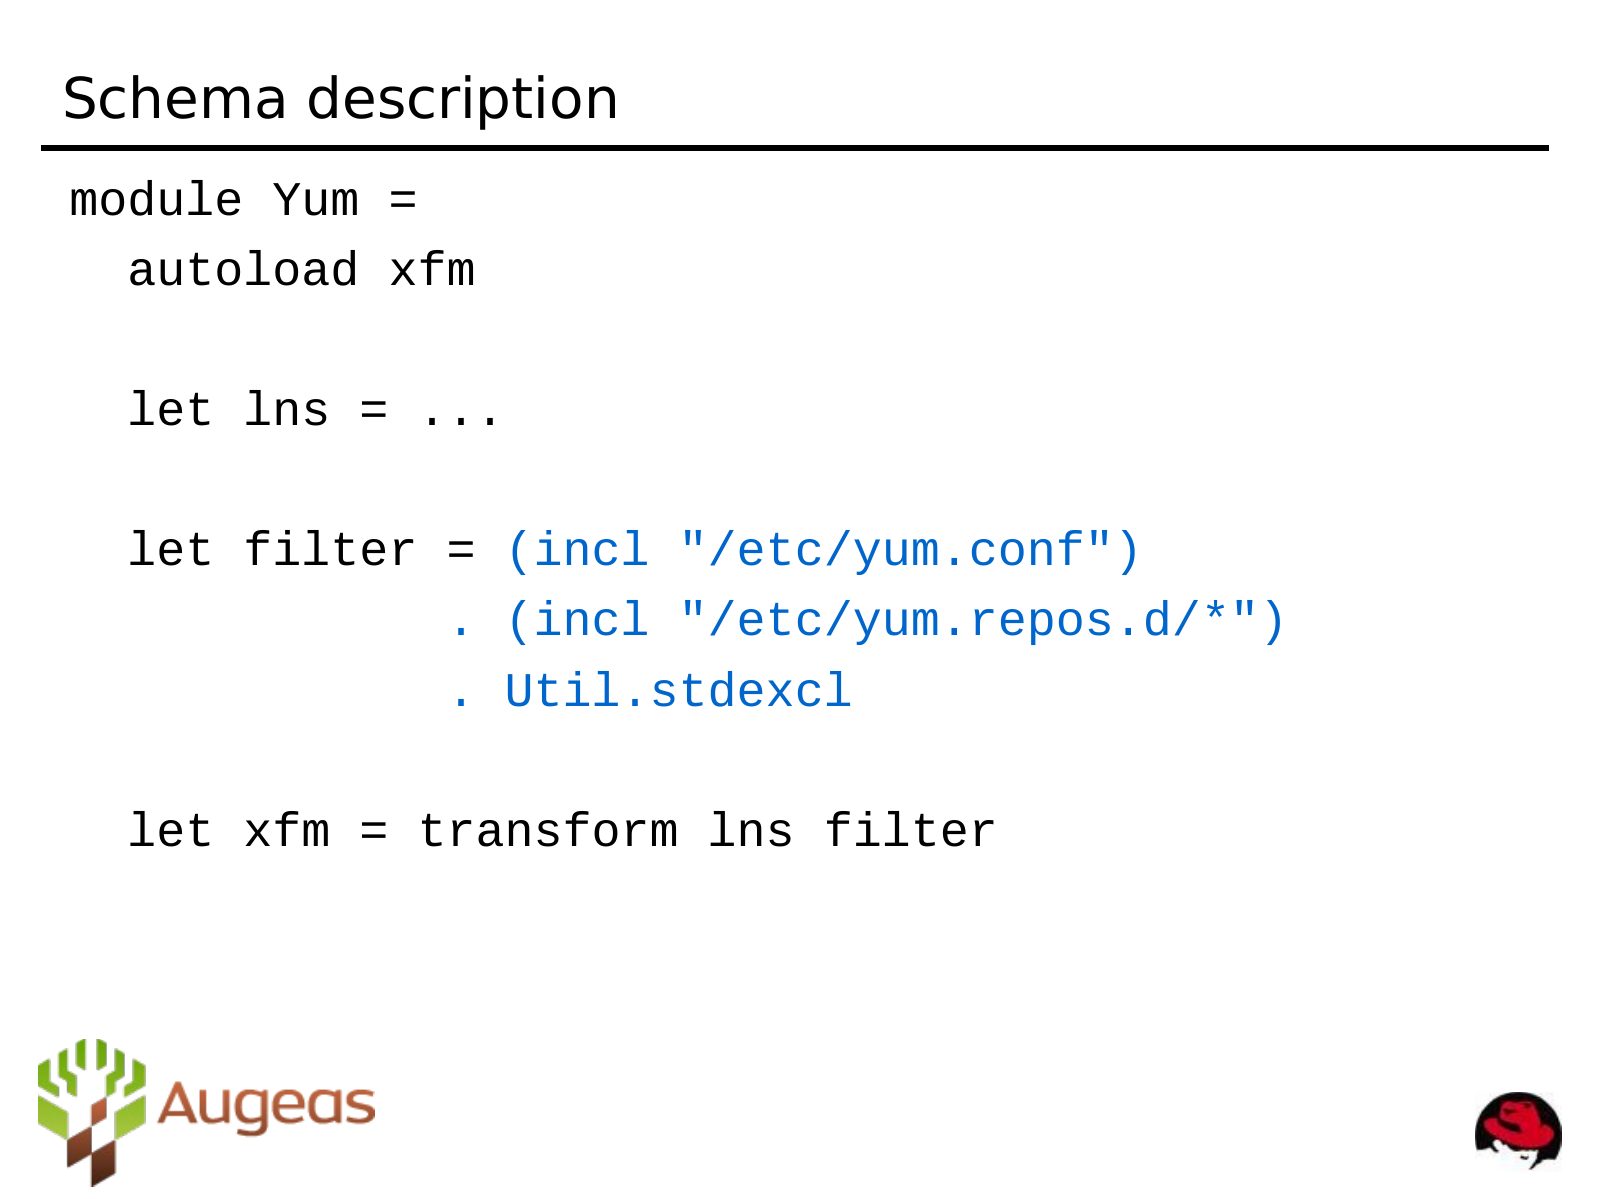 Schema description
module Yum =
  autoload xfm
  let lns = ...
  let filter = (incl "/etc/yum.conf")
             . (incl "/etc/yum.repos.d/*")
             . Util.stdexcl
  let xfm = transform lns filter
Augeas